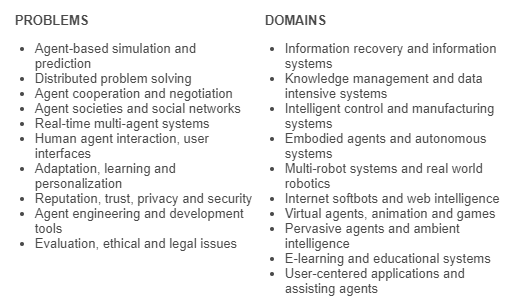 PROBLEMS
Agent-based simulation and
prediction
Distributed problem solving
Agent cooperation and negotiation
Agent societies and social networks
Real-time multi-agent systems
Human agent interaction, user
interfaces
Adaptation, learning and
personalization
Reputation, trust, privacy and security
Agent engineering and development
tools
Evaluation, ethical and legal issues
DOMAINS
Information recovery and information
systems
Knowledge management and data
intensive systems
Intelligent control and manufacturing
systems
Embodied agents and autonomous
systems
Multi-robot systems and real world
robotics
Internet softbots and web intelligence
Virtual agents, animation and games
Pervasive agents and ambient
intelligence
E-learning and educational systems
User-centered applications and
assisting agents